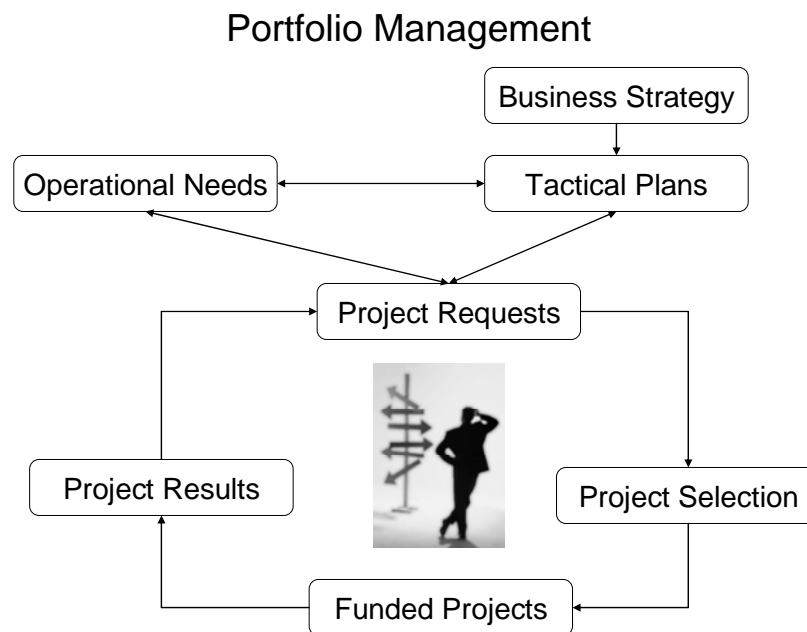 Portfolio Management
Business Strategy
Operational Needs
Tactical Plans
Project Requests
Project Results
Project Selection
Funded Projects